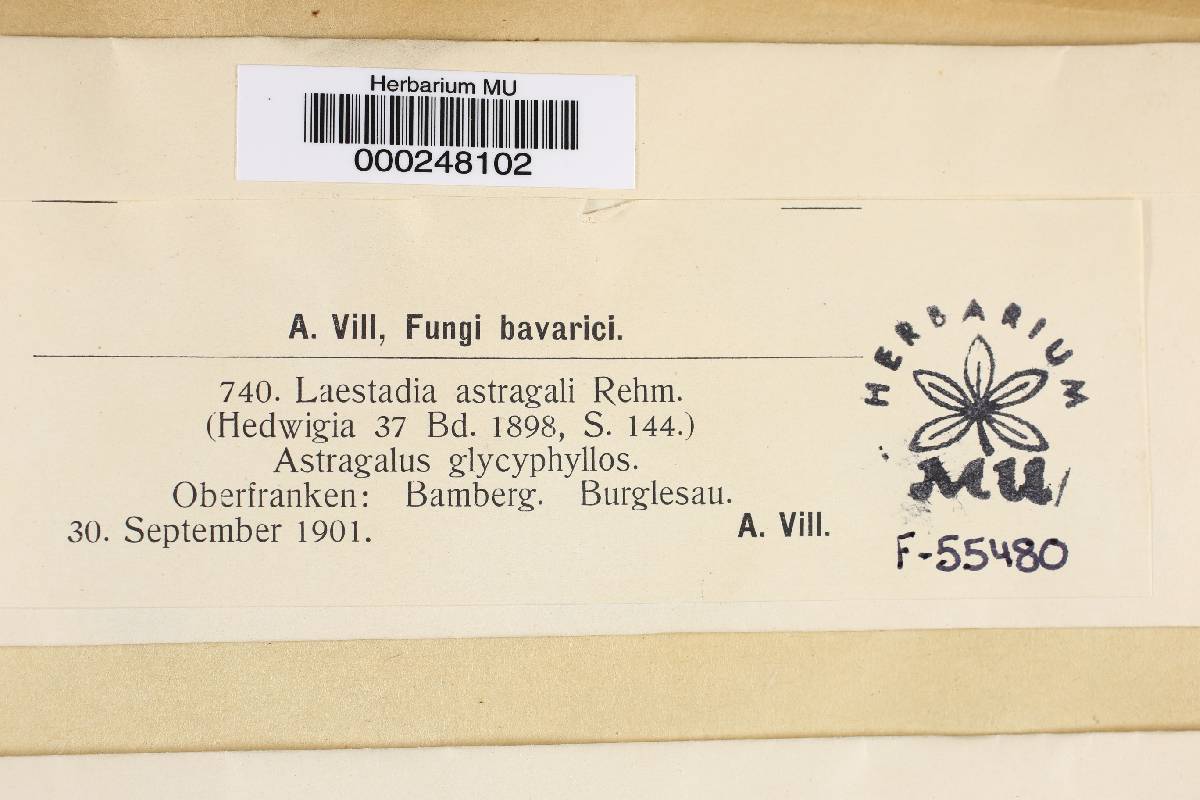 Herbarium MU
000248102
A. Vill, Fungi bavarici.
740. Laestadia astragali Rehm.
(Hedwigia 37 Bd. 1898, S. 144.)
Astragalus glycyphyllos.
Oberfranken: Bamberg. Burglesau.
30. September 1901. A. Vill.
HERBARIUM
MU
F-55480